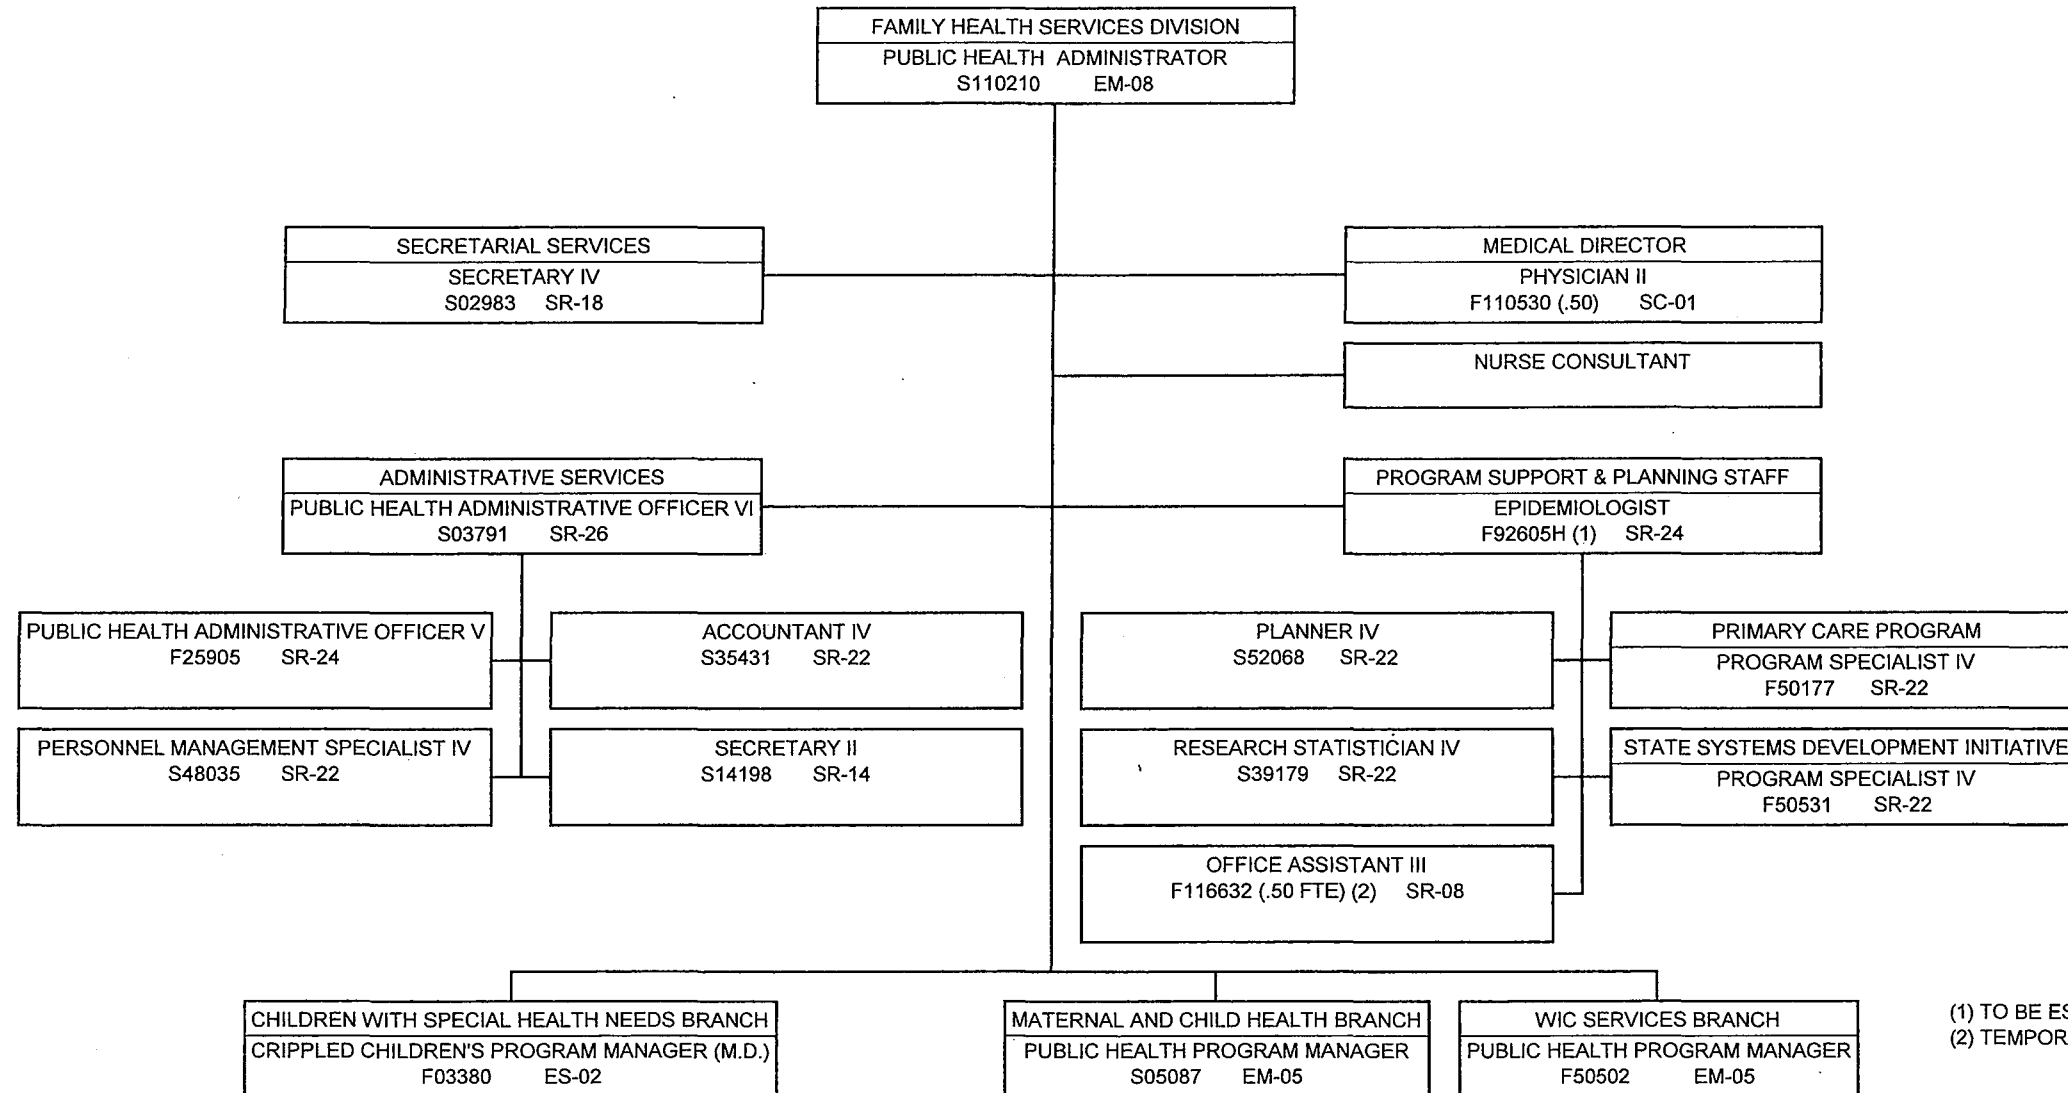 FAMILY HEALTH SERVICES DIVISION
PUBLIC HEALTH ADMINISTRATOR
S110210 EM-08
SECRETARIAL SERVICES
SECRETARY IV
S02983 SR-18
MEDICAL DIRECTOR
PHYSICIAN II
F110530 (.50) SC-01
NURSE CONSULTANT
ADMINISTRATIVE SERVICES
PUBLIC HEALTH ADMINISTRATIVE OFFICER VI
S03791 SR-26
PROGRAM SUPPORT & PLANNING STAFF
EPIDEMIOLOGIST
F92605H (1) SR-24
PUBLIC HEALTH ADMINISTRATIVE OFFICER V
F25905 SR-24
ACCOUNTANT IV
S35431 SR-22
PLANNER IV
S52068 SR-22
PRIMARY CARE PROGRAM
PROGRAM SPECIALIST IV
F50177 SR-22
PERSONNEL MANAGEMENT SPECIALIST IV
S48035 SR-22
SECRETARY II
S14198 SR-14
RESEARCH STATISTICIAN IV
S39179 SR-22
STATE SYSTEMS DEVELOPMENT INITIATIVE
PROGRAM SPECIALIST IV
F50531 SR-22
OFFICE ASSISTANT III
F116632 (.50 FTE) (2) SR-08
CHILDREN WITH SPECIAL HEALTH NEEDS BRANCH
CRIPPLED CHILDREN'S PROGRAM MANAGER (M.D.)
F03380 ES-02
MATERNAL AND CHILD HEALTH BRANCH
PUBLIC HEALTH PROGRAM MANAGER
S05087 EM-05
WIC SERVICES BRANCH
PUBLIC HEALTH PROGRAM MANAGER
F50502 EM-05
(1) TO BE
(2)